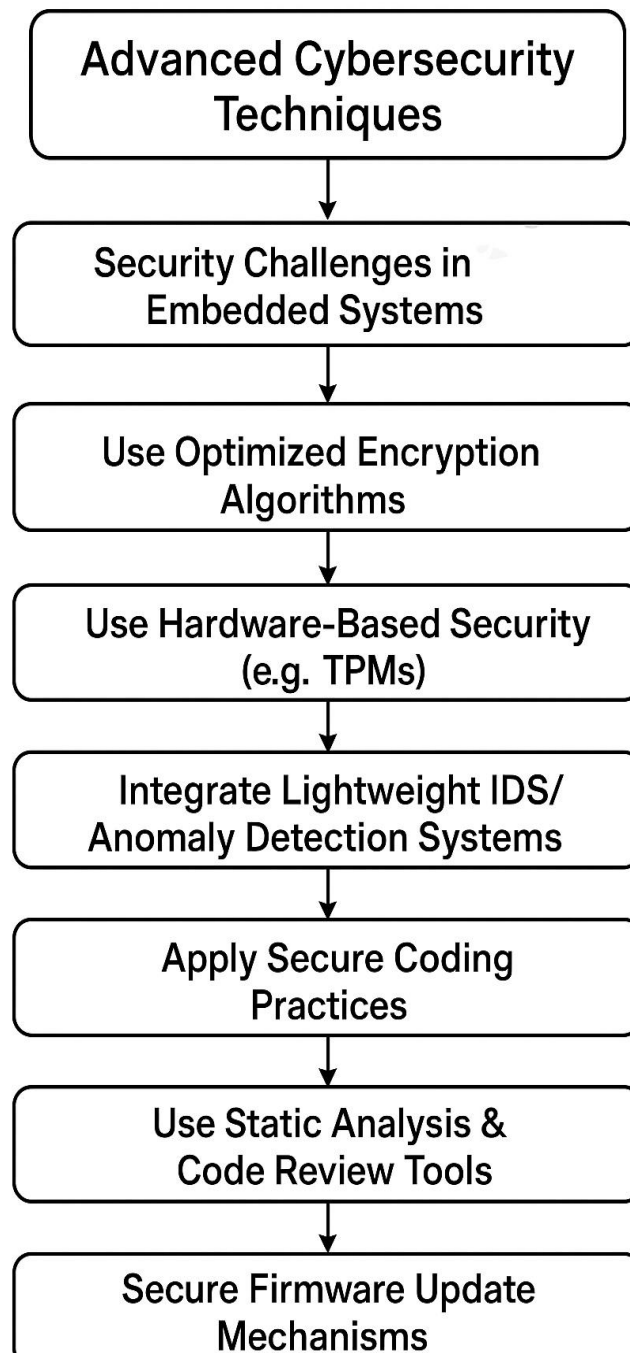 Advanced Cybersecurity
Techniques
Security Challenges in
Embedded Systems
Use Optimized Encryption
Algorithms
Use Hardware-Based Security
(e.g. TPMs)
Integrate Lightweight IDS/
Anomaly Detection Systems
Apply Secure Coding
Practices
Use Static Analysis &
Code Review Tools
Secure Firmware Update
Mechanisms